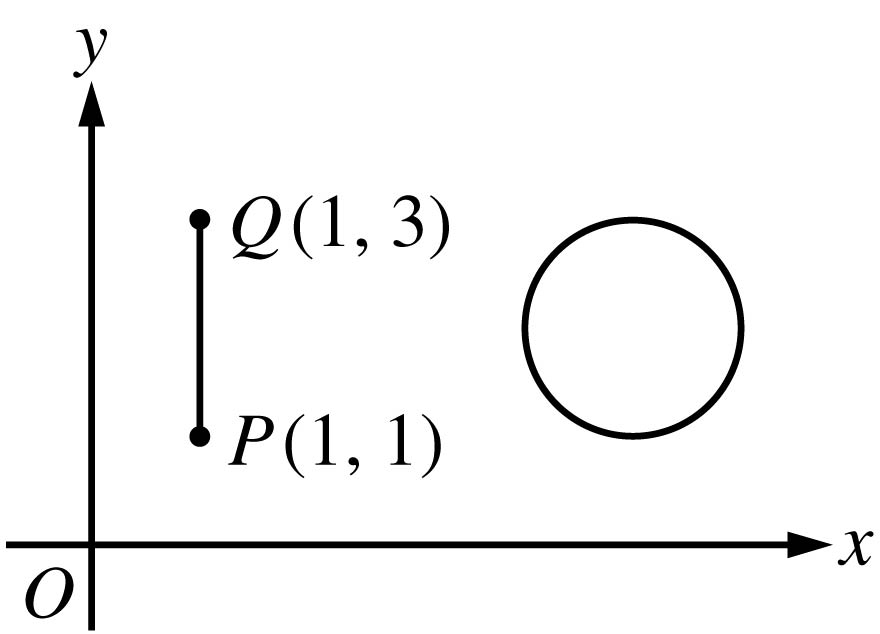 y
Q(1, 3)
P(1, 1)
x
O